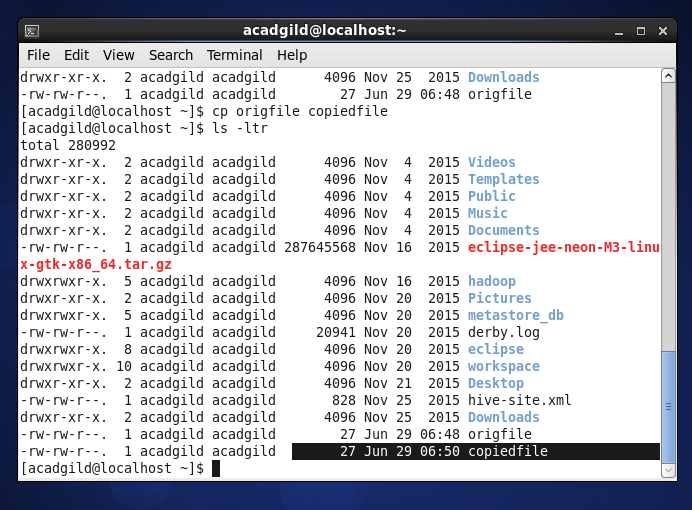 acadgild@localhost:~
File Edit View Search Terminal Help
drwxr-xr-x.  2 acadgild acadgild      4096 Nov 25  2015 Downloads
-rw-rw-r--.  1 acadgild acadgild        27 Jun 29 06:48 origfile
[acadgild@localhost ~]$ cp origfile copiedfile
[acadgild@localhost ~]$ ls -ltr
total 280992
drwxr-xr-x.  2 acadgild acadgild      4096 Nov  4  2015 Videos
drwxr-xr-x.  2 acadgild acadgild      4096 Nov  4  2015 Templates
drwxr-xr-x.  2 acadgild acadgild      4096 Nov  4  2015 Public
drwxr-xr-x.  2 acadgild acadgild      4096 Nov  4  2015 Music
drwxr-xr-x.  2 acadgild acadgild      4096 Nov  4  2015 Documents
-rw-rw-r--.  1 acadgild acadgild 287645568 Nov 16  2015 eclipse-jee-neon-M3-linu
x-gtk-x86_64.tar.gz
drwxrwxr-x.  5 acadgild acadgild      4096 Nov 16  2015 hadoop
drwxr-xr-x.  2 acadgild acadgild      4096 Nov 20  2015 Pictures
drwxrwxr-x.  5 acadgild acadgild      4096 Nov 20  2015 metastore_db
-rw-rw-r--.  1 acadgild acadgild     20941 Nov 20  2015 derby.log
drwxrwxr-x.  8 acadgild acadgild      4096 Nov 20  2015 eclipse
drwxrwxr-x. 10 acadgild acadgild      4096 Nov 20  2015 workspace
drwxr-xr-x.  2 acadgild acadgild      4096 Nov 21  2015 Desktop
-rw-rw-r--.  1 acadgild acadgild       828 Nov 25  2015 hive-site.xml
drwxr-xr-x.  2 acadgild acadgild      4096 Nov 25  2015 Downloads
-rw-rw-r--.  1 acadgild acadgild        27 Jun 29 06:48 origfile
-rw-rw-r--.  1 acadgild acadgild        27 Jun 29 06:50 copiedfile
[acadgild@localhost ~]$